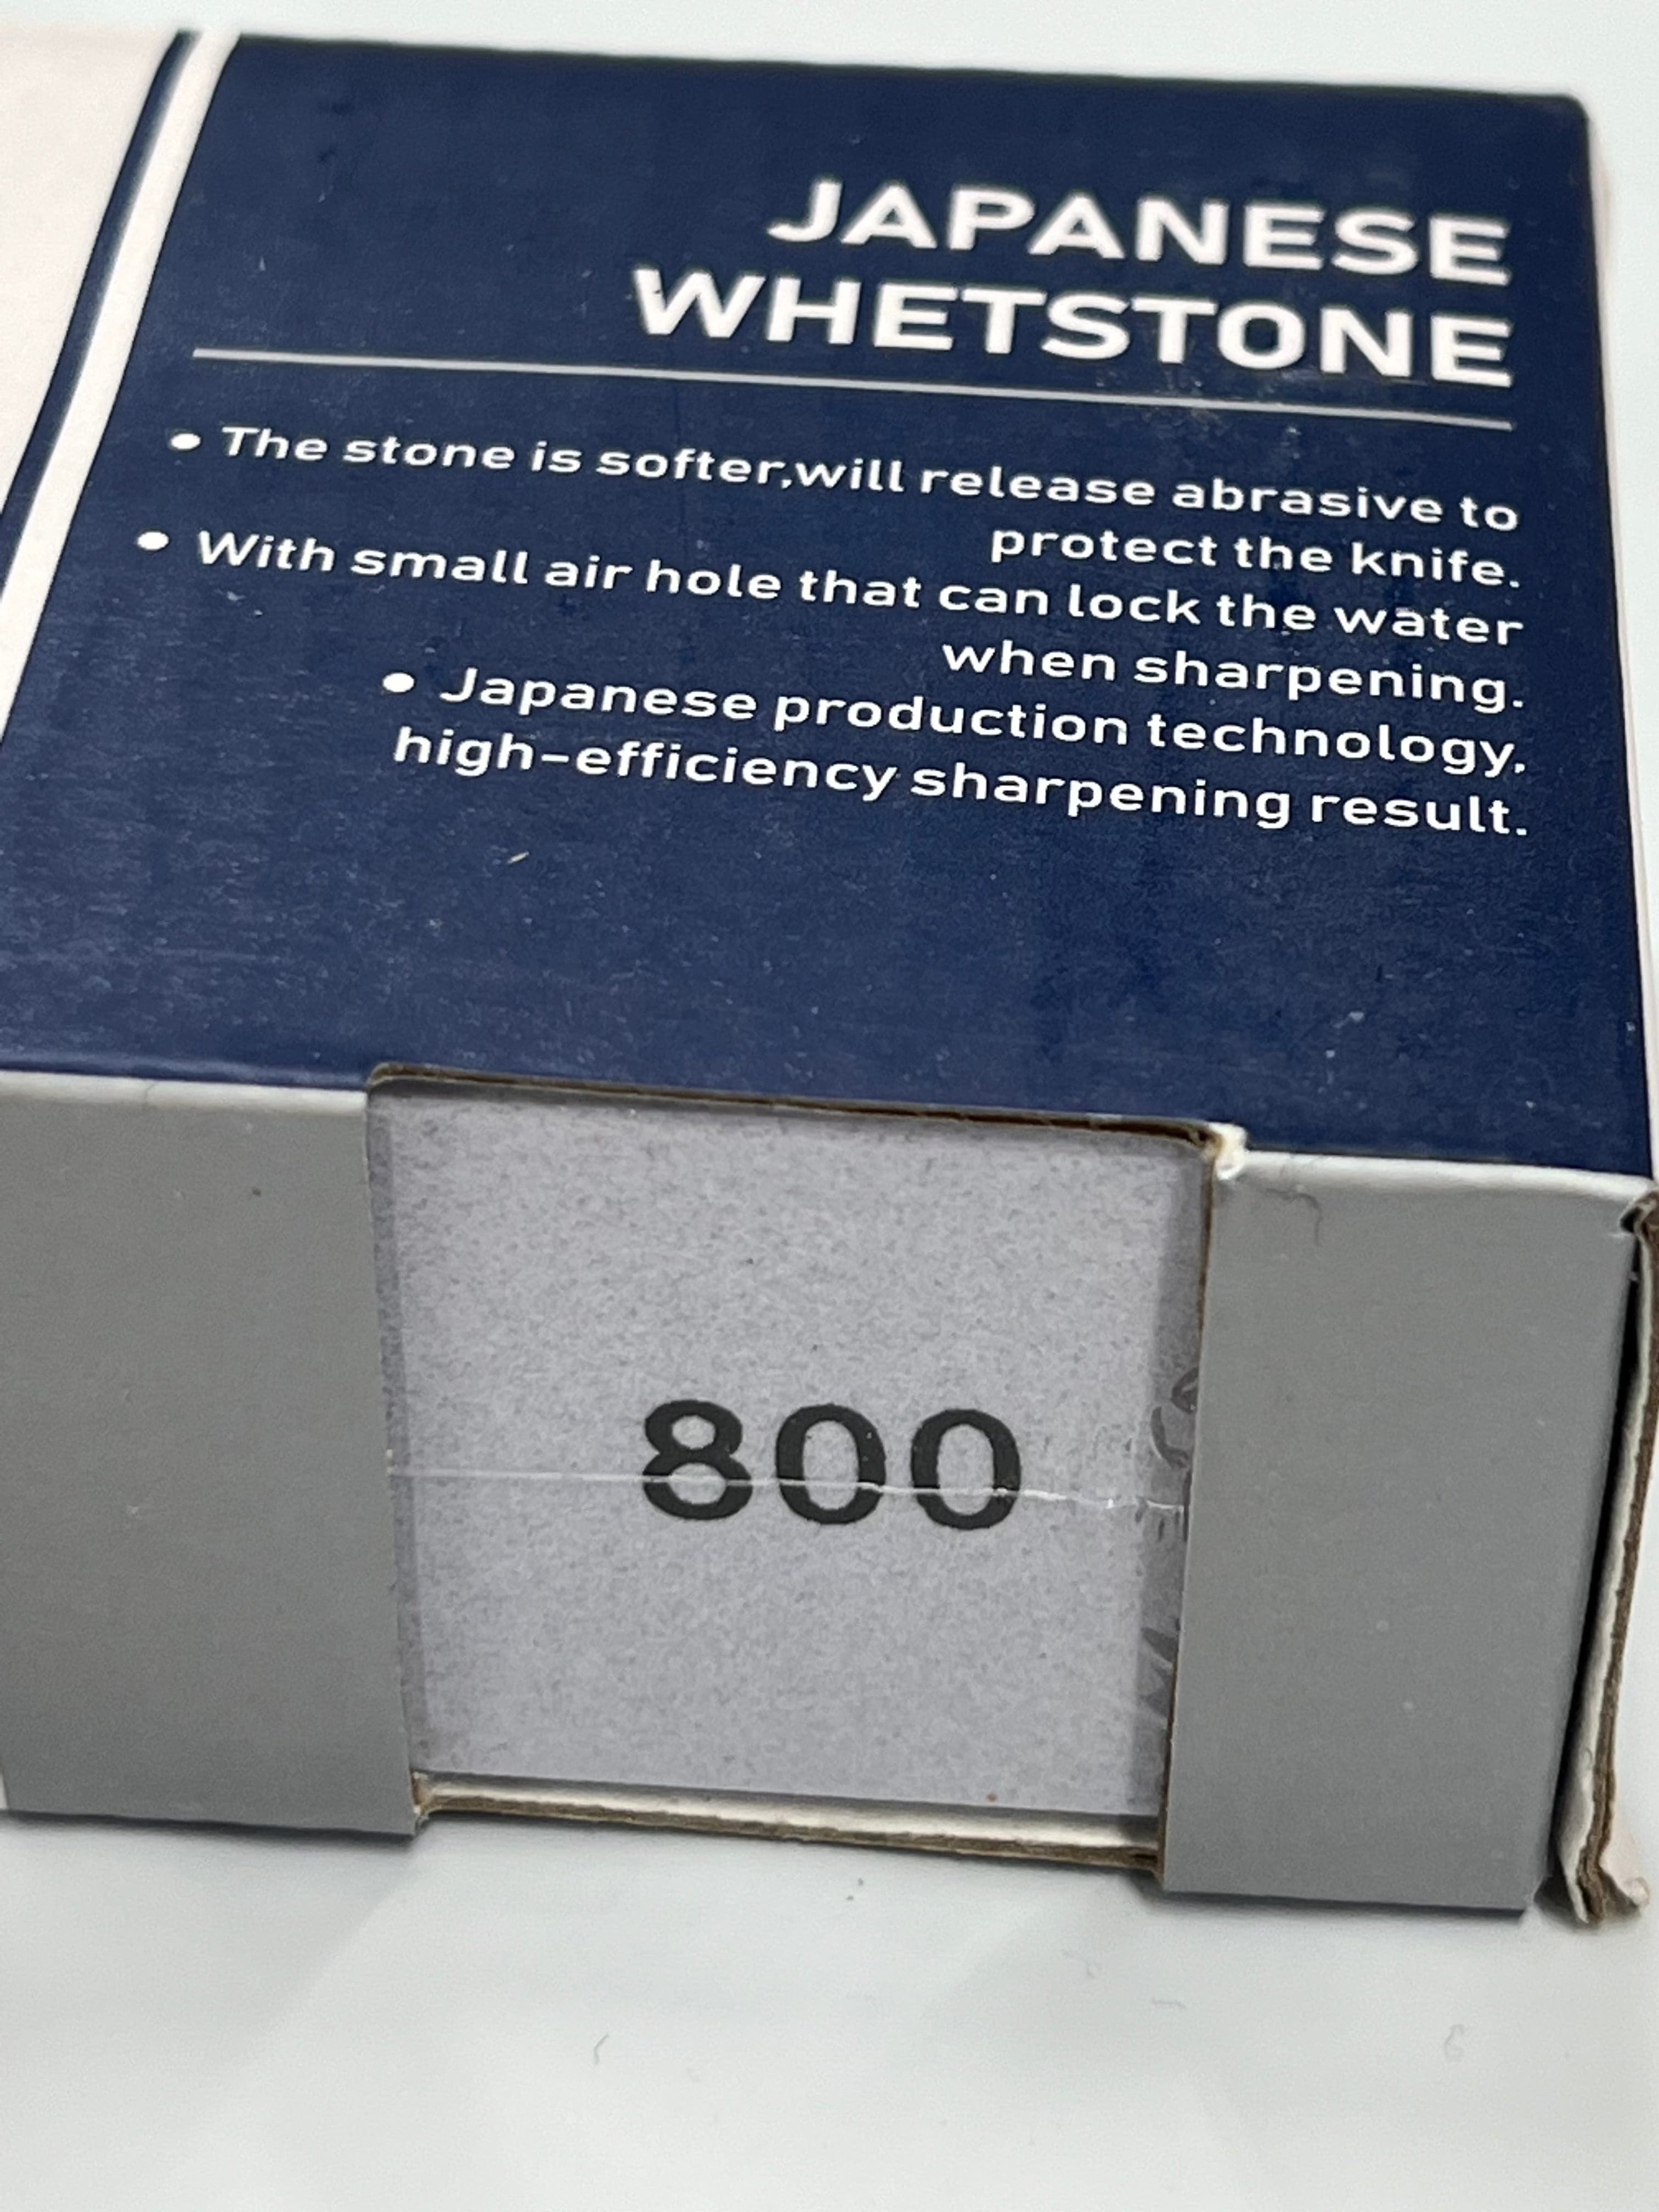 JAPANESE
WHETSTONE
• The stone is softer,will release abrasive to
protect the knife.
• With small air hole that can lock the water
when sharpening.
• Japanese production technology,
high-efficiency sharpening result.
800